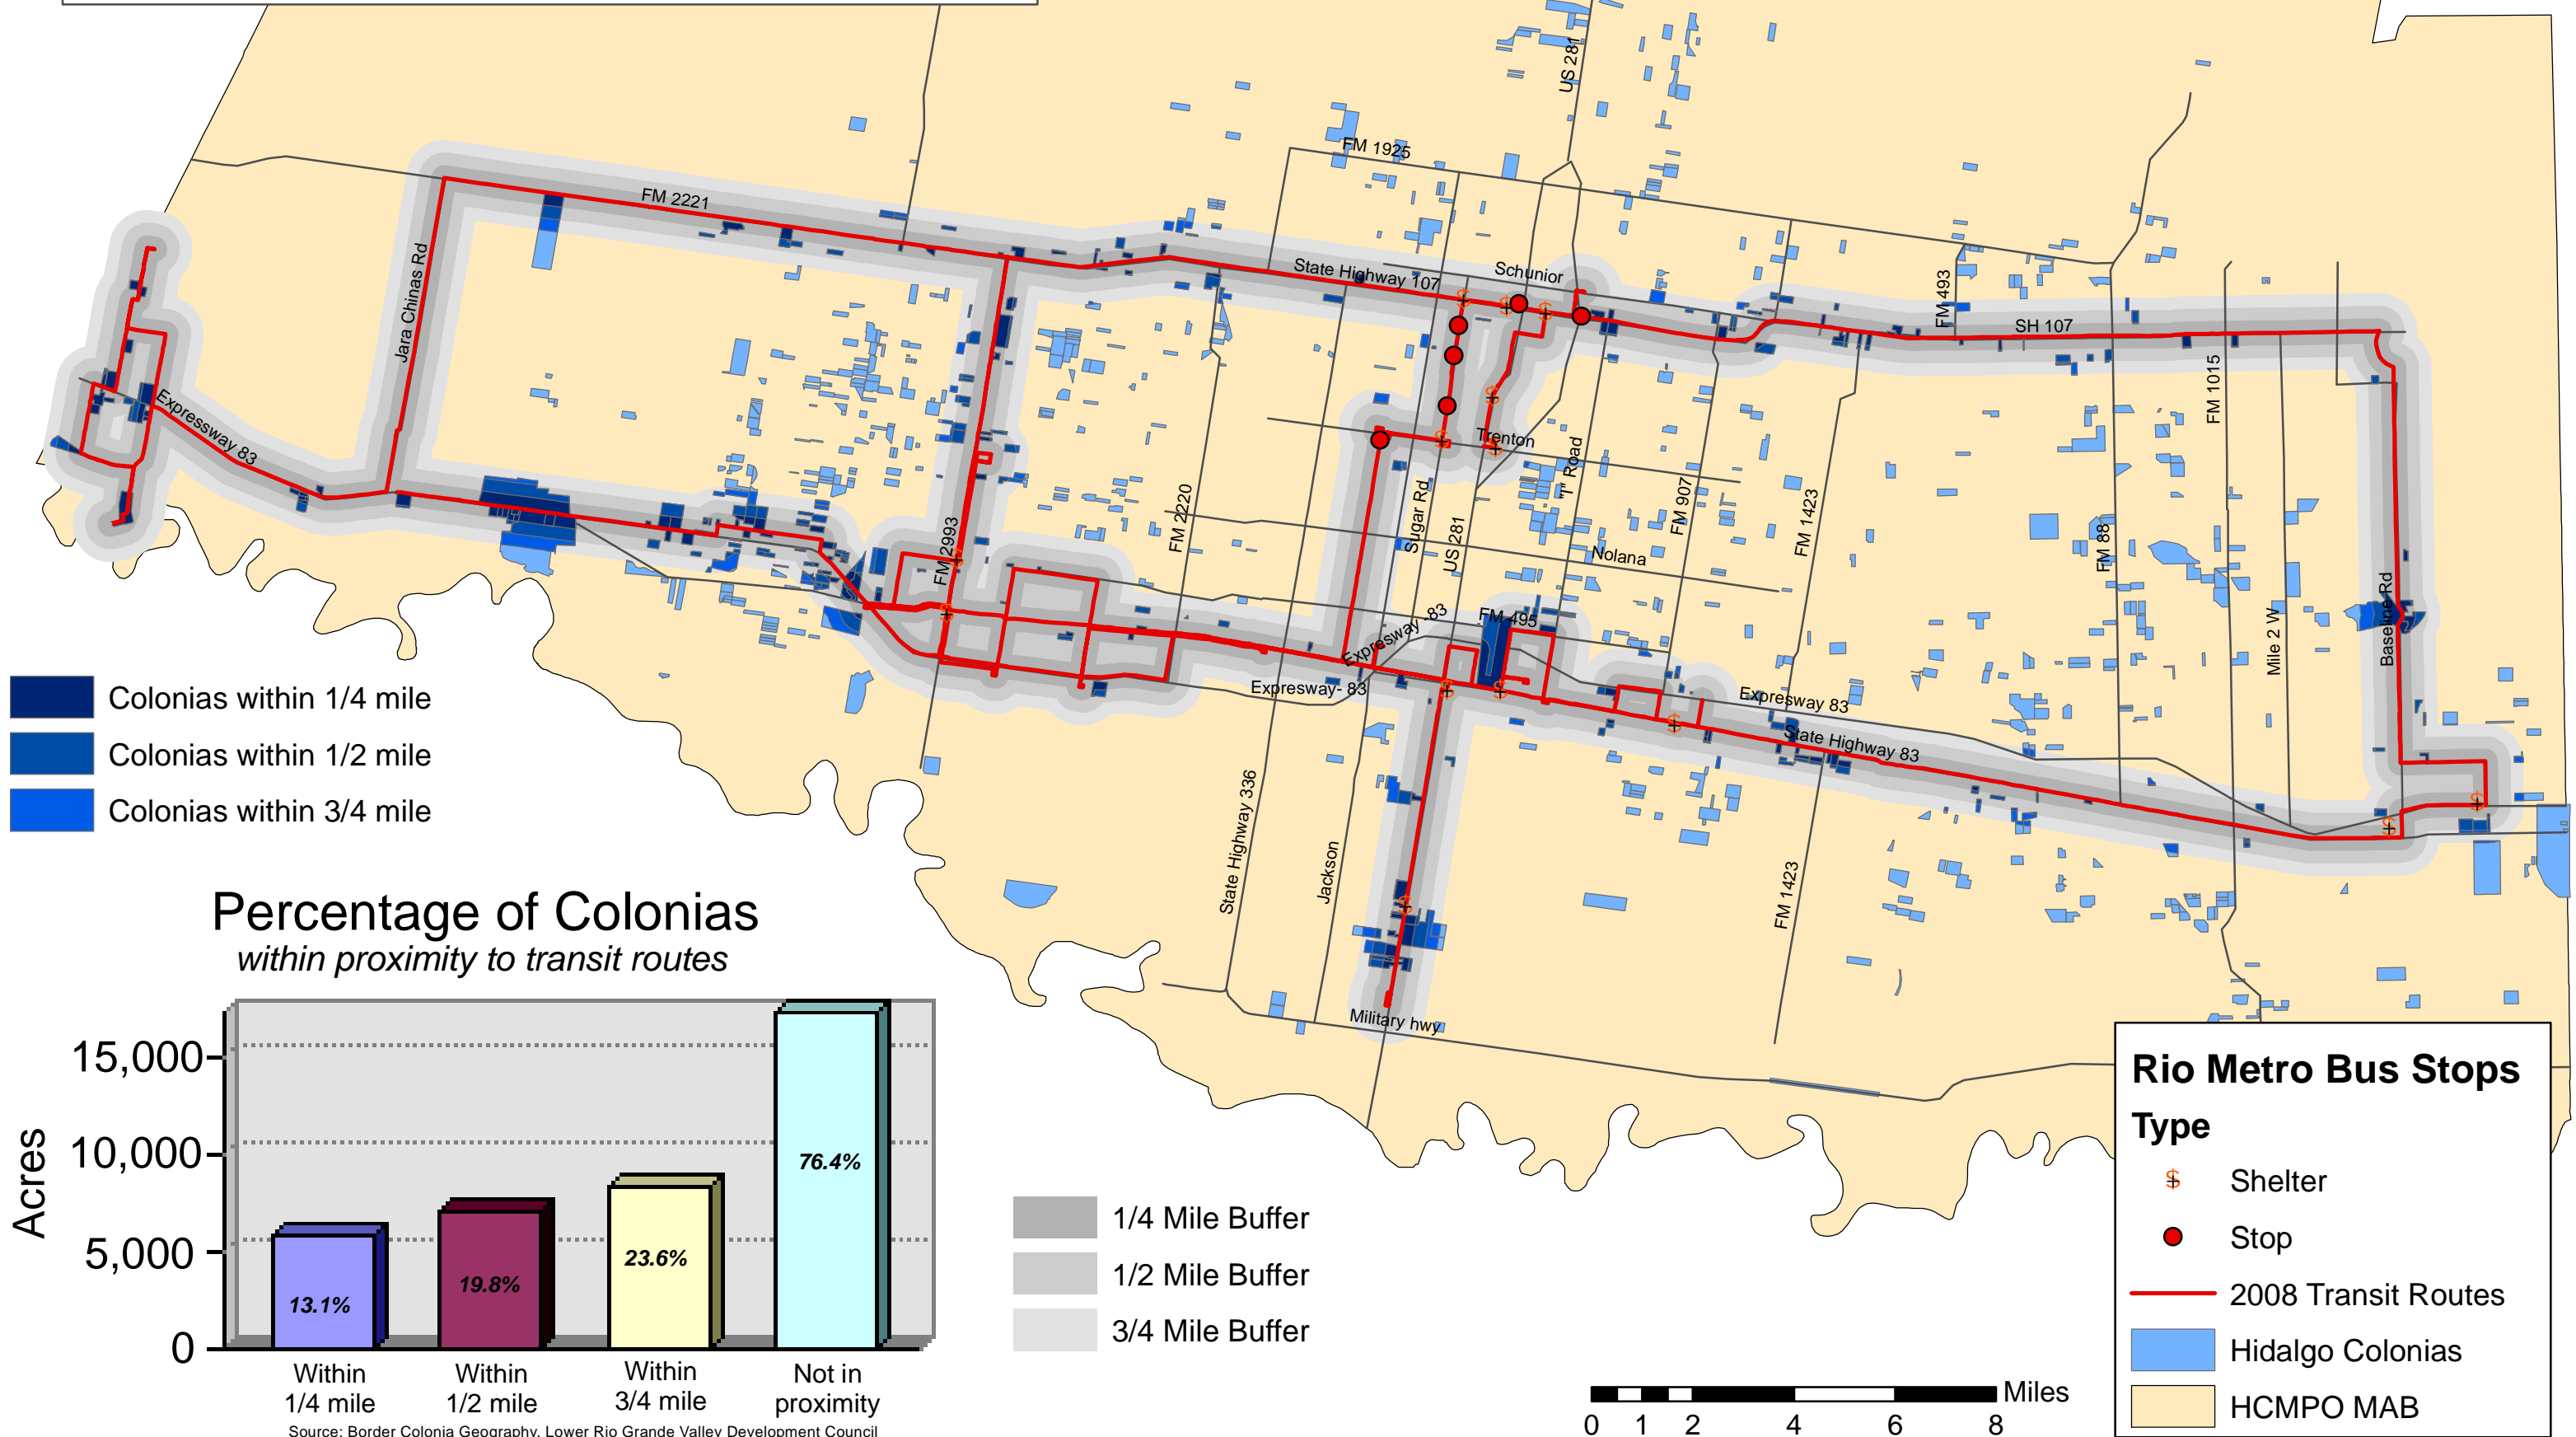 US 281
FM 1925
FM 2221
Jara Chinas Rd
State Highway 107
Schunior
FM 493
SH 107
FM 1015
Expressway 83
Trenton
"I" Road
FM 2220
FM 2993
Sugar Rd
US 281
FM 907
FM 1423
FM 88
Nolana
Expresway -83
FM 495
Mile 2 W
Baseline Rd
Expresway- 83
Expresway 83
State Highway 83
State Highway 336
Jackson
FM 1423
Military hwy
Colonias within 1/4 mile
Colonias within 1/2 mile
Colonias within 3/4 mile
Percentage of Colonias
within proximity to transit routes
Acres
15,000
10,000
5,000
0
13.1%
19.8%
23.6%
76.4%
Within
1/4 mile
Within
1/2 mile
Within
3/4 mile
Not in
proximity
Source: Border Colonia Geography, Lower Rio Grande Valley Development Council
1/4 Mile Buffer
1/2 Mile Buffer
3/4 Mile Buffer
Miles
0 1 2 4 6 8
Rio Metro Bus Stops
Type
Shelter
Stop
2008 Transit Routes
Hidalgo Colonias
HCMPO MAB